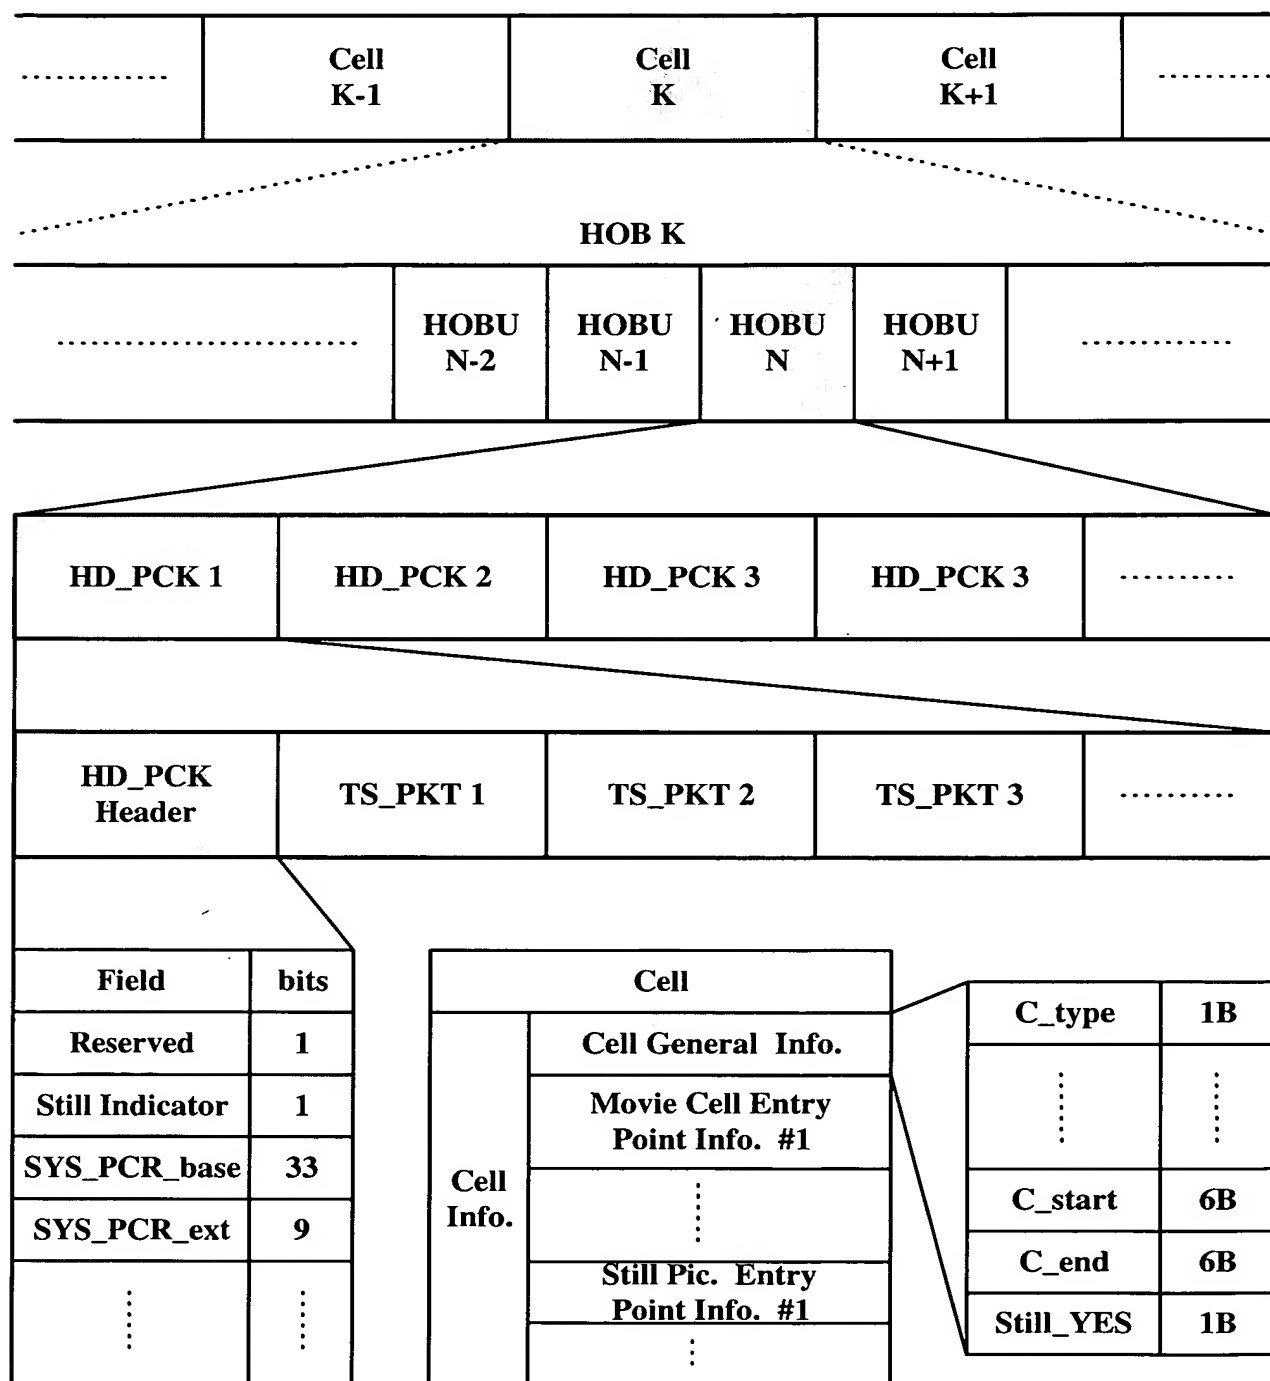 Cell
K-1
Cell
K
Cell
K+1
HOB K
HOBU
N-2
HOBU
N-1
HOBU
N
HOBU
N+1
HD_PCK 1
HD_PCK 2
HD_PCK 3
HD_PCK 3
HD_PCK
Header
TS_PKT 1
TS_PKT 2
TS_PKT 3
Field
bits
Reserved
1
Still Indicator
1
SYS_PCR_base
33
SYS_PCR_ext
9
Cell
Cell
Info.
Cell General Info.
Movie Cell Entry
Point Info. #1
Still Pic. Entry
Point Info. #1
C_type
1B
C_start
6B
C_end
6B
Still_YES
1B